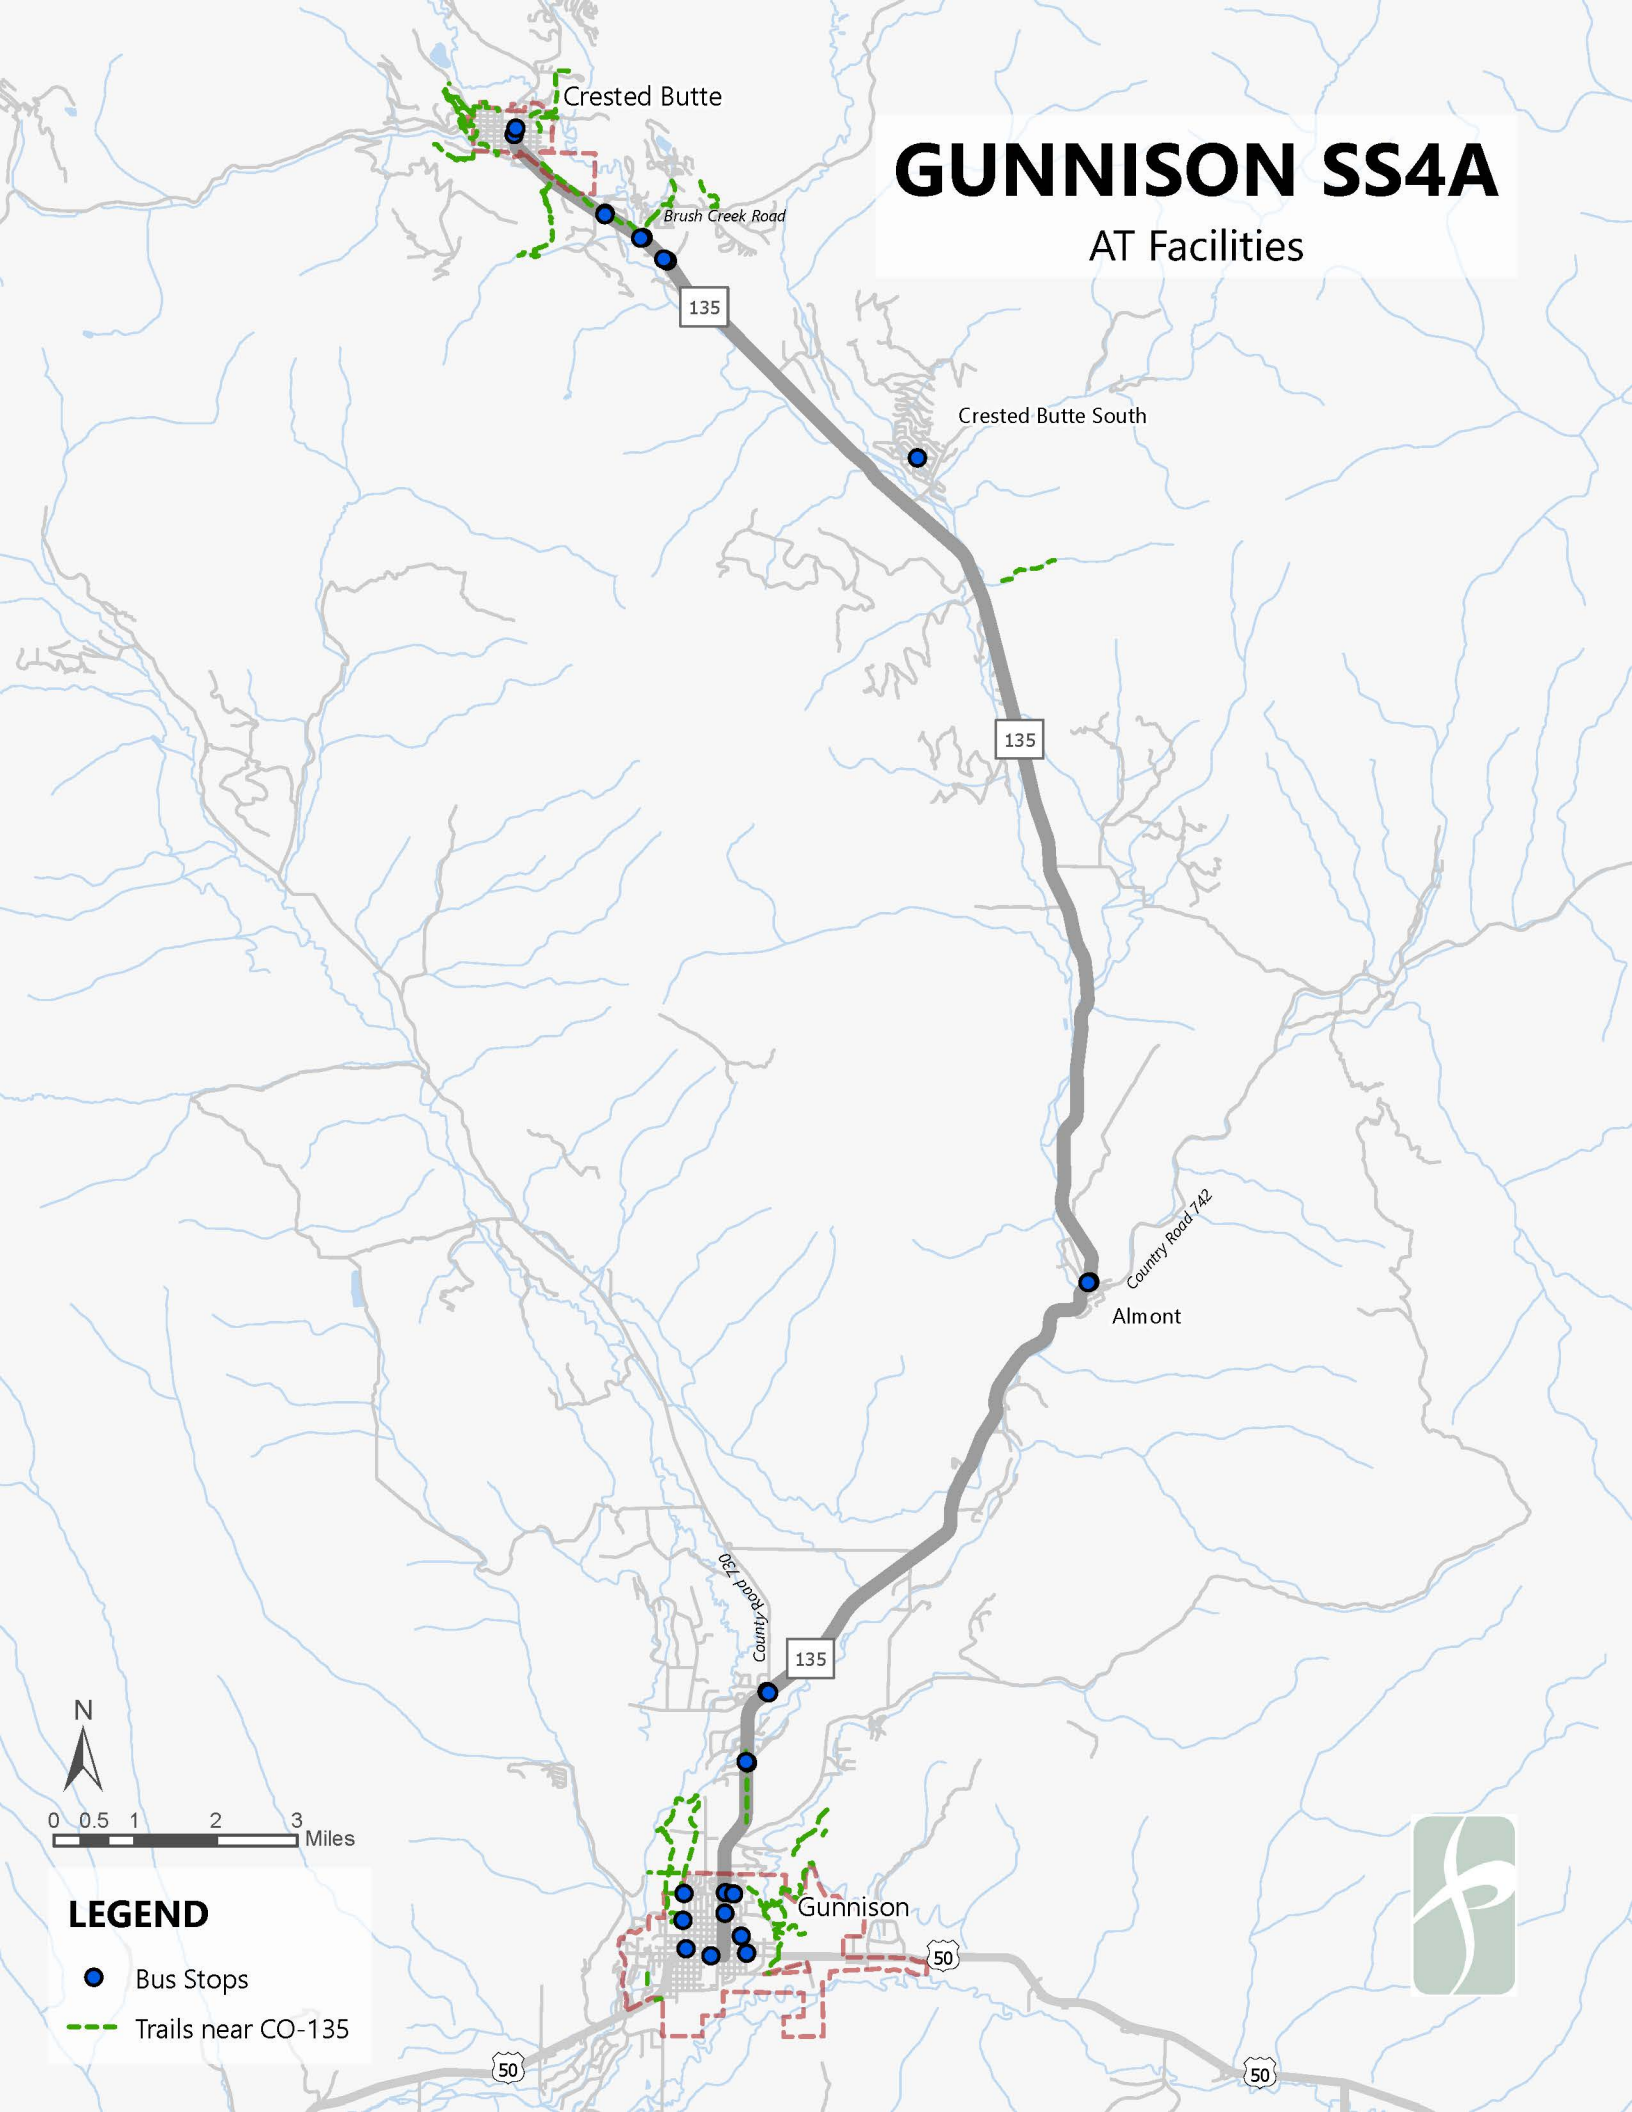 Crested Butte
GUNNISON SS4A
AT Facilities
Brush Creek Road
135
Crested Butte South
135
Country Road 742
Almont
County Road 730
135
N
0 0.5 1 2 3
Miles
LEGEND
Bus Stops
Trails near CO-135
Gunnison
50
50
50